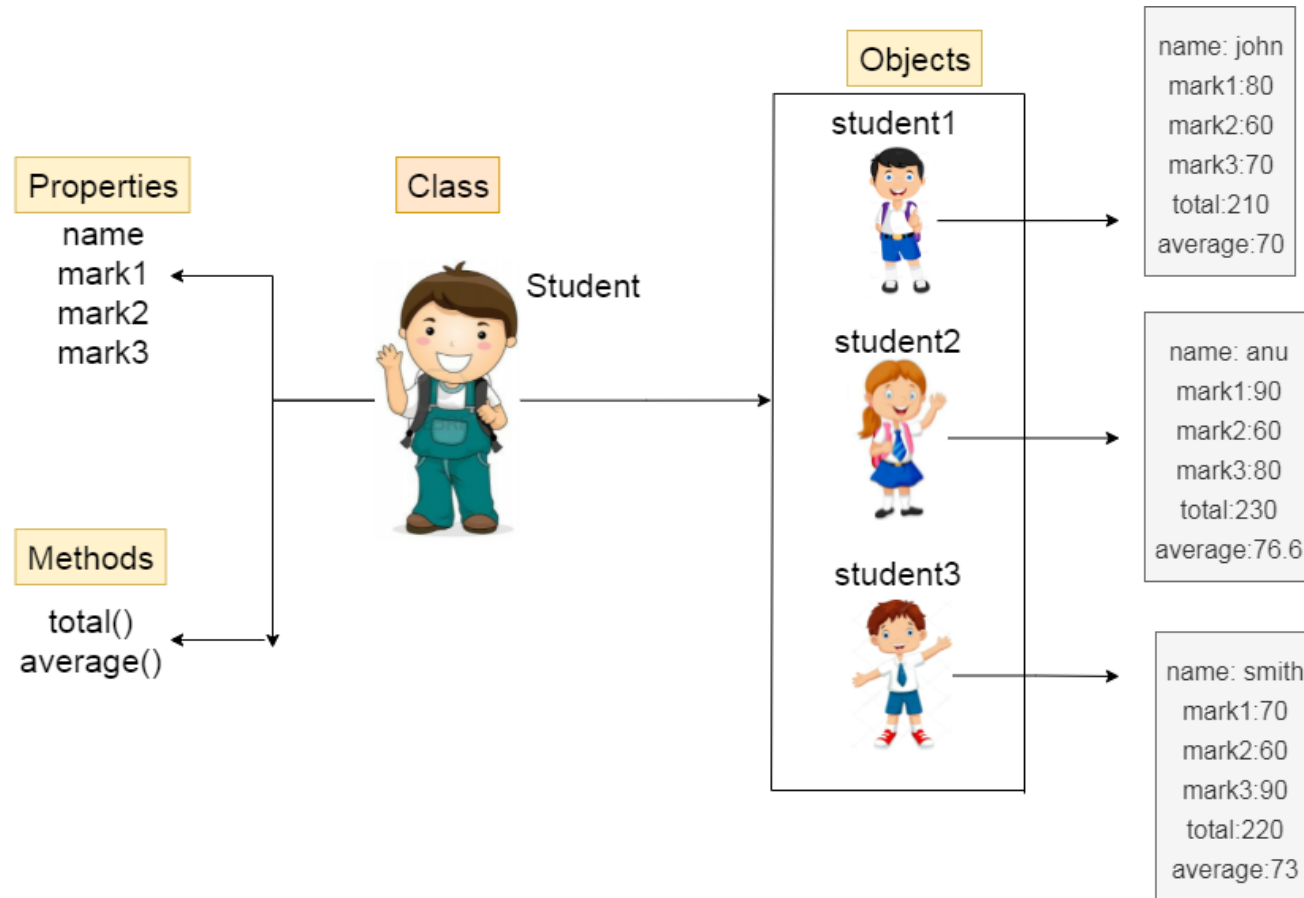 Properties
name
mark1
mark2
mark3
Methods
total()
average()
Class
Student
Objects
student1
student2
student3
name: john
mark1:80
mark2:60
mark3:70
total:210
average:70
name: anu
mark1:90
mark2:60
mark3:80
total:230
average:76.6
name: smith
mark1:70
mark2:60
mark3:90
total:220
average:73